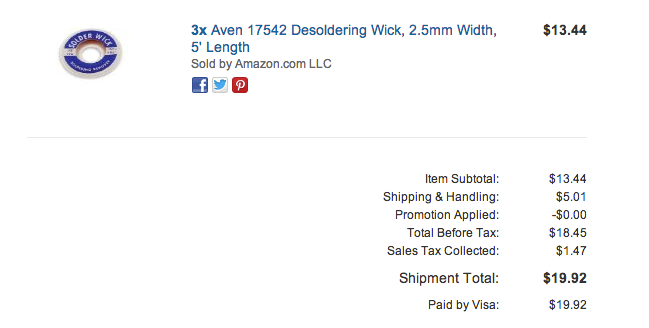 SOLDER WICK
3x Aven 17542 Desoldering Wick, 2.5mm Width, $13.44
5' Length
Sold by Amazon.com LLC
Item Subtotal: $13.44
Shipping & Handling: $5.01
Promotion Applied: -$0.00
Total Before Tax: $18.45
Sales Tax Collected: $1.47
Shipment Total: $19.92
Paid by Visa: $19.92